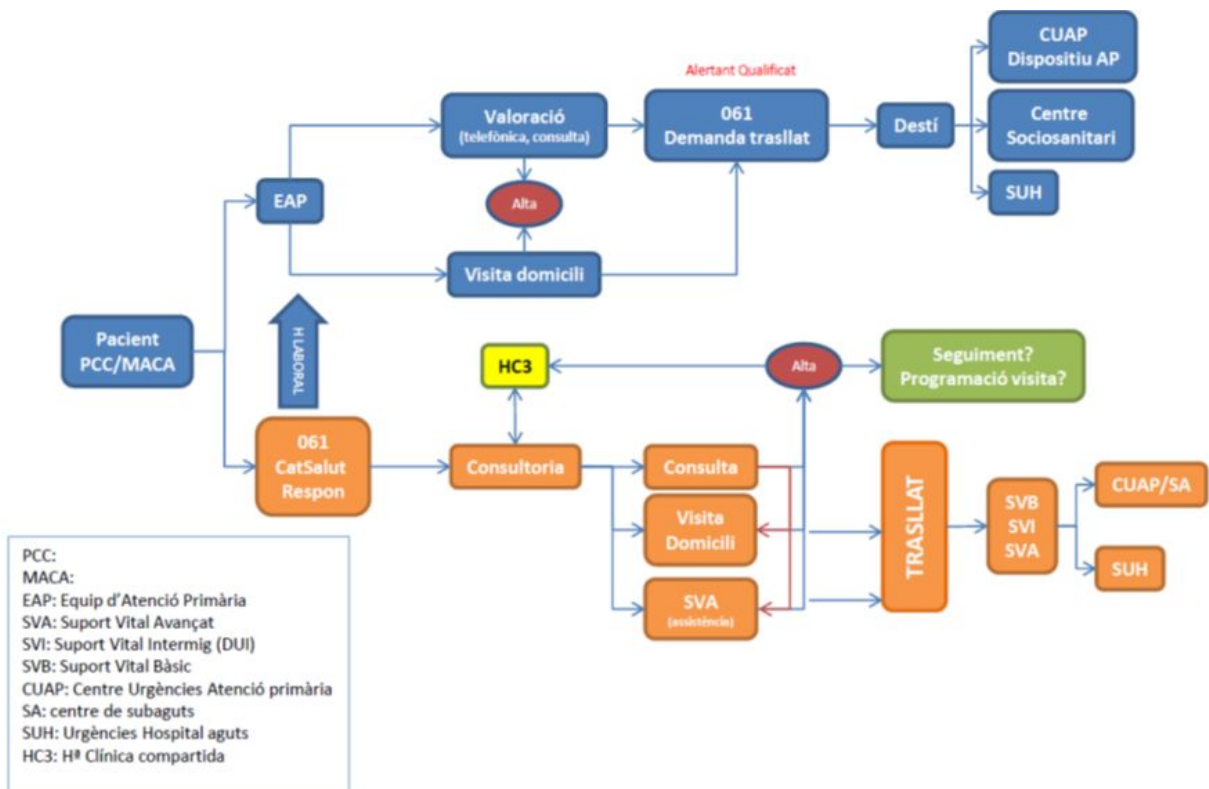 CUAP
Dispositiu AP
Alertant Qualificat
Valoració
(telefònica, consulta)
061
Demanda trasllat
Destí
Centre
Sociosanitari
EAP
Alta
SUH
Visita domicili
Pacient
PCC/MACA
H LABORAL
HC3
Alta
Seguiment?
Programació visita?
061
CatSalut
Respon
Consultoria
Consulta
Visita
Domicili
SVA
(assistència)
TRASLLAT
SVB
SVI
SVA
CUAP/SA
SUH
PCC:
MACA:
EAP: Equip d'Atenció Primària
SVA: Suport Vital Avançat
SVI: Suport Vital Intermig (DUI)
SVB: Suport Vital Bàsic
CUAP: Centre Urgències Atenció primària
SA: centre de subaguts
SUH: Urgències Hospital aguts
HC3: Hª Clínica compartida